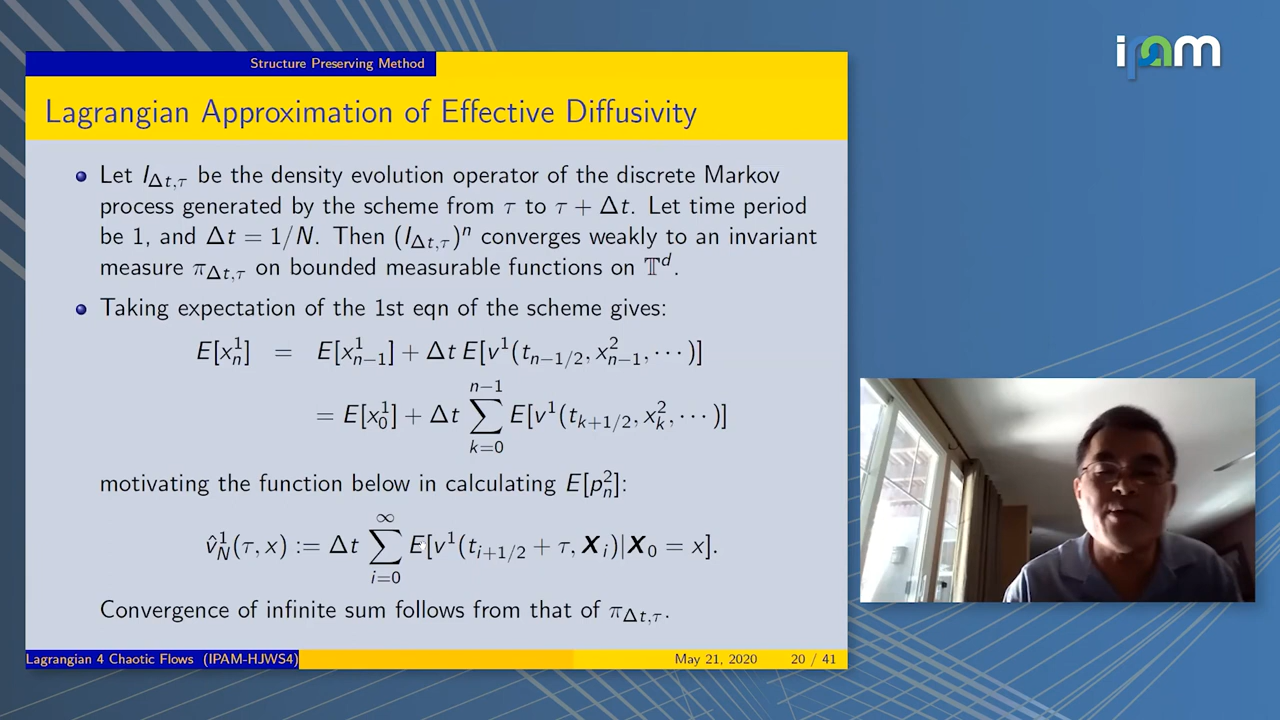 ipam
Structure Preserving Method
Lagrangian Approximation of Effective Diffusivity
Let I_{Δt,τ} be the density evolution operator of the discrete Markov
process generated by the scheme from τ to τ + Δt. Let time period
be 1, and Δt = 1/N. Then (I_{Δt,τ})^n converges weakly to an invariant
measure π_{Δt,τ} on bounded measurable functions on 𝕋^d.
Taking expectation of the 1st eqn of the scheme gives:
E[x_n^1] = E[x_{n−1}^1] + Δt E[v^1(t_{n−1/2}, x_{n−1}^2, ⋯)]
= E[x_0^1] + Δt ∑_{k=0}^{n−1} E[v^1(t_{k+1/2}, x_k^2, ⋯)]
motivating the function below in calculating E[p_n^2]:
v̂_N^1(τ, x) := Δt ∑_{i=0}^{∞} E[v^1(t_{i+1/2} + τ, X_i)|X_0 = x].
Convergence of infinite sum follows from that of π_{Δt,τ}.
Lagrangian 4 Chaotic Flows (IPAM-HJWS4) May 21, 2020 20 / 41